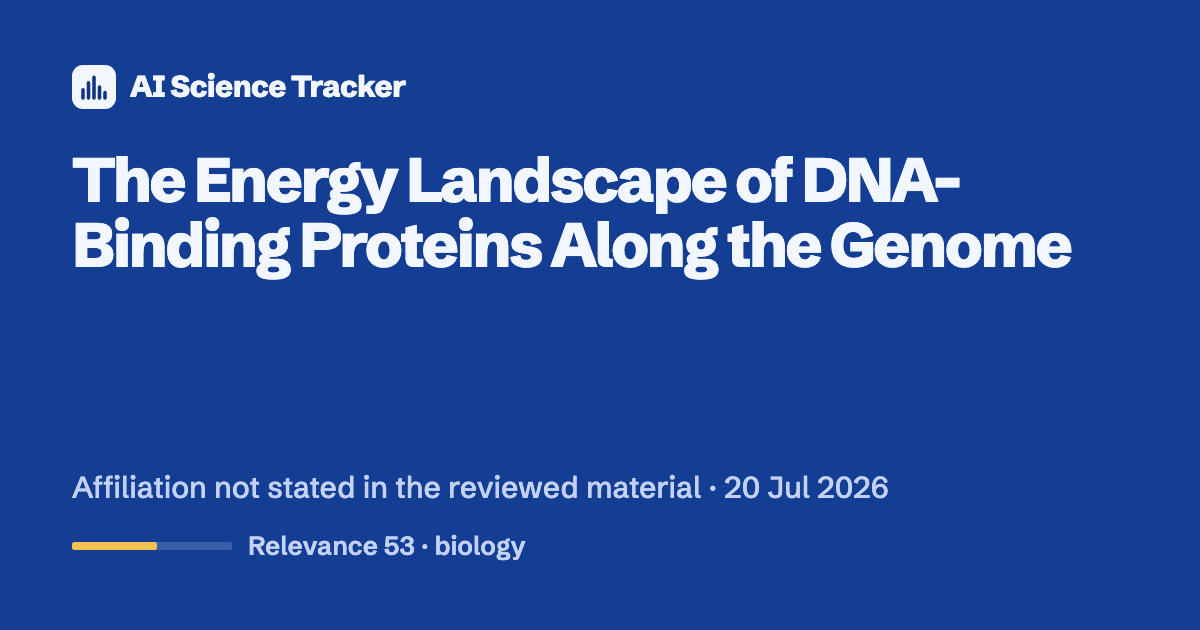 AI Science Tracker
The Energy Landscape of DNA-
Binding Proteins Along the Genome
Affiliation not stated in the reviewed material · 20 Jul 2026
Relevance 53 · biology